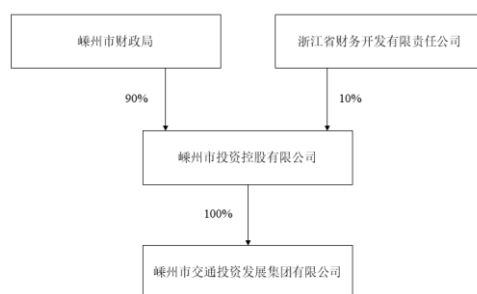 嵊州市财政局
浙江省财务开发有限责任公司
90%
10%
嵊州市投资控股有限公司
100%
嵊州市交通投资发展集团有限公司